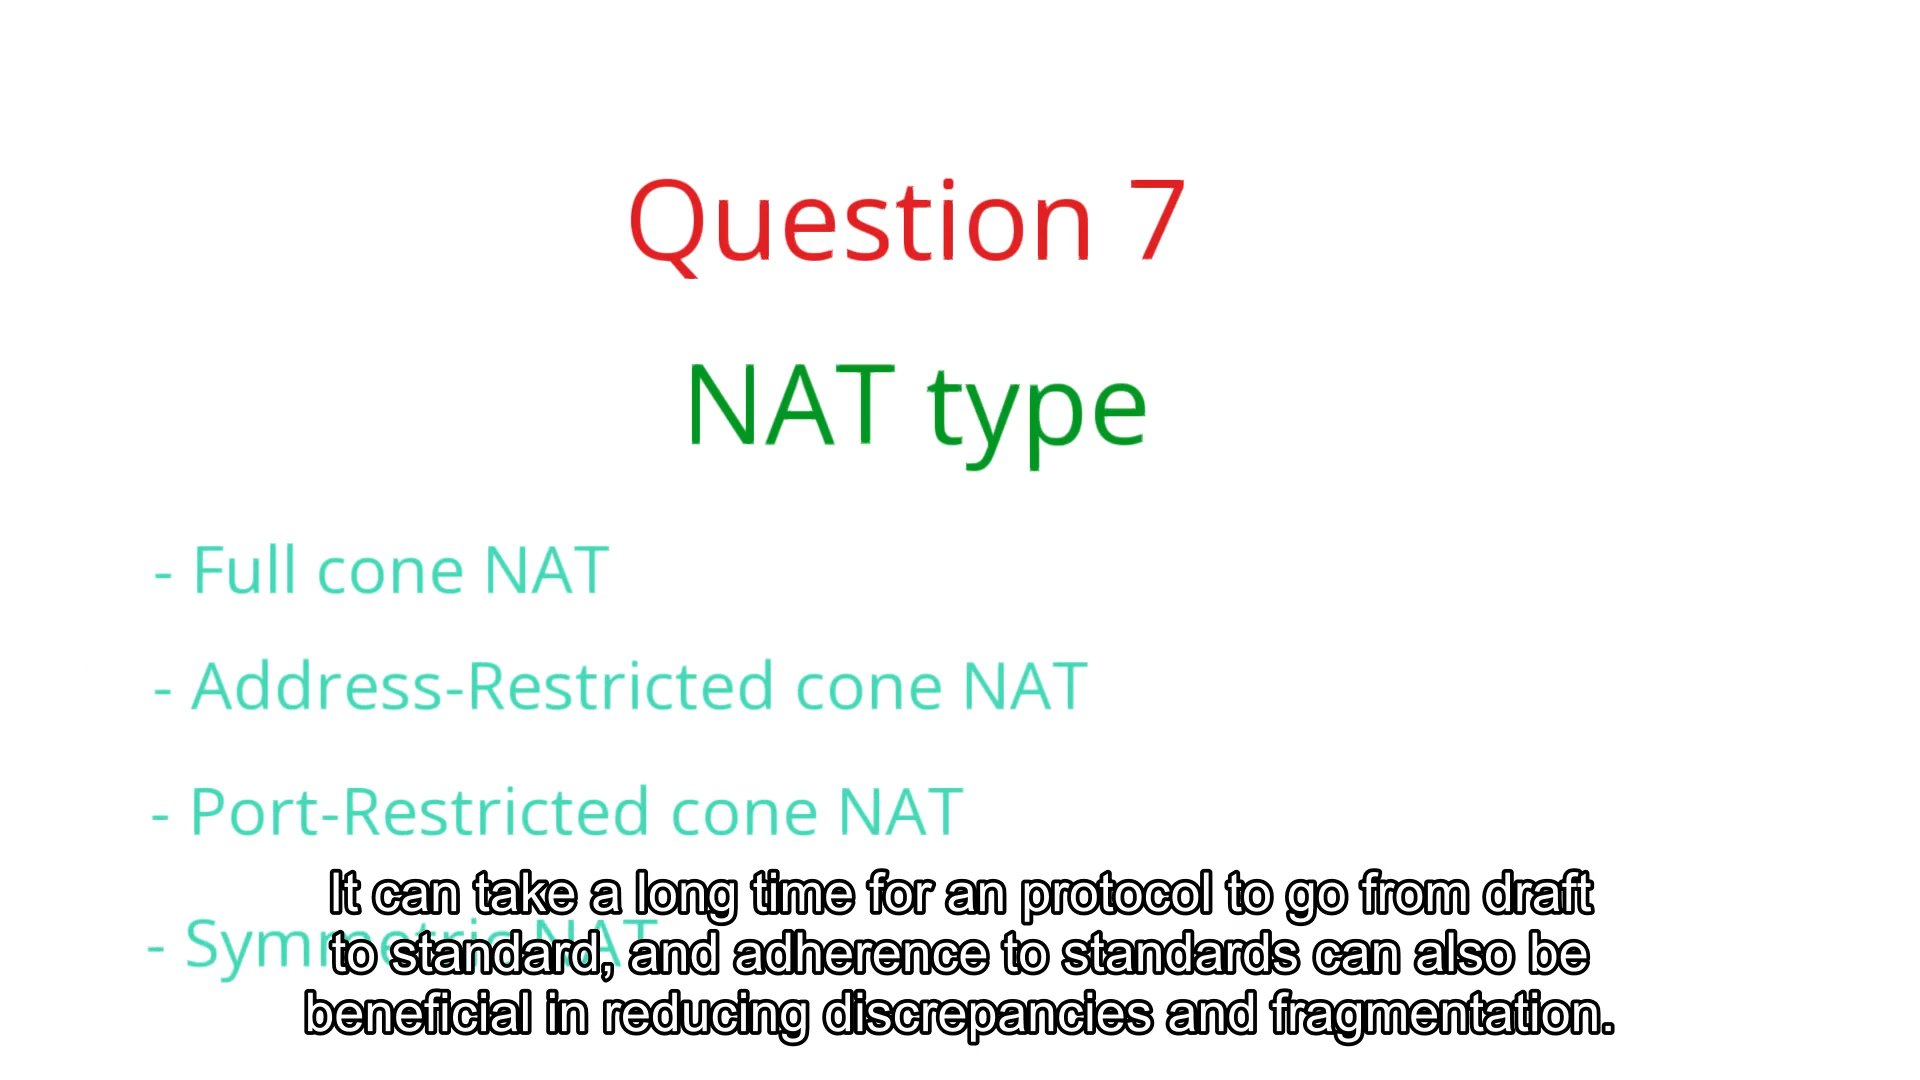 Question 7
NAT type
- Full cone NAT
- Address-Restricted cone NAT
- Port-Restricted cone NAT
- Symmetric NAT
It can take a long time for an protocol to go from draft
to standard, and adherence to standards can also be
beneficial in reducing discrepancies and fragmentation.